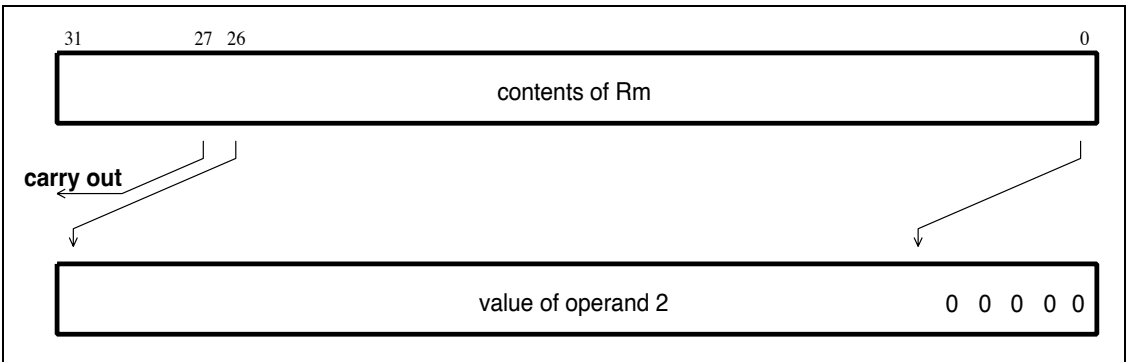 31 27 26 0
contents of Rm
carry out
value of operand 2 0 0 0 0 0